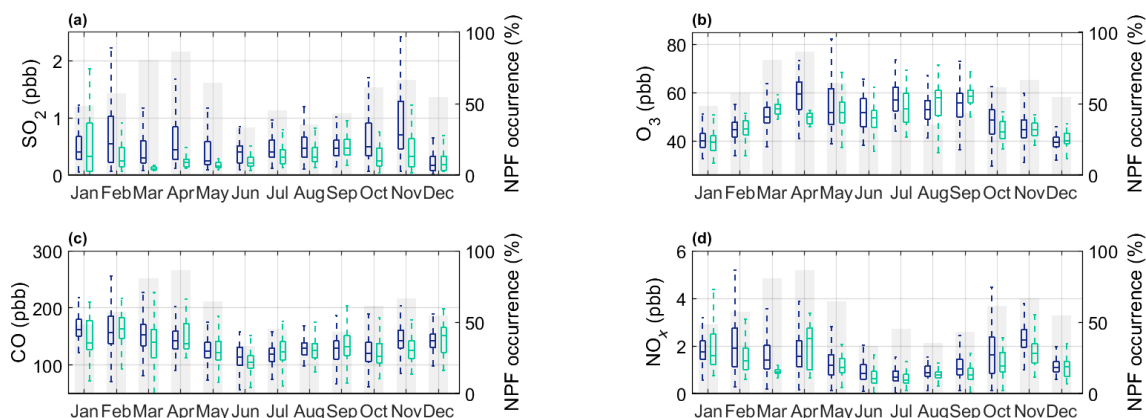 (a)
SO2 (pbb)
2
1
0
100
50
0
NPF occurrence (%)
Jan Feb Mar Apr May Jun Jul Aug Sep Oct Nov Dec
(b)
O3 (pbb)
80
60
40
100
50
0
NPF occurrence (%)
Jan Feb Mar Apr May Jun Jul Aug Sep Oct Nov Dec
(c)
CO (pbb)
300
200
100
100
50
0
NPF occurrence (%)
Jan Feb Mar Apr May Jun Jul Aug Sep Oct Nov Dec
(d)
NOx (pbb)
6
4
2
0
100
50
0
NPF occurrence (%)
Jan Feb Mar Apr May Jun Jul Aug Sep Oct Nov Dec